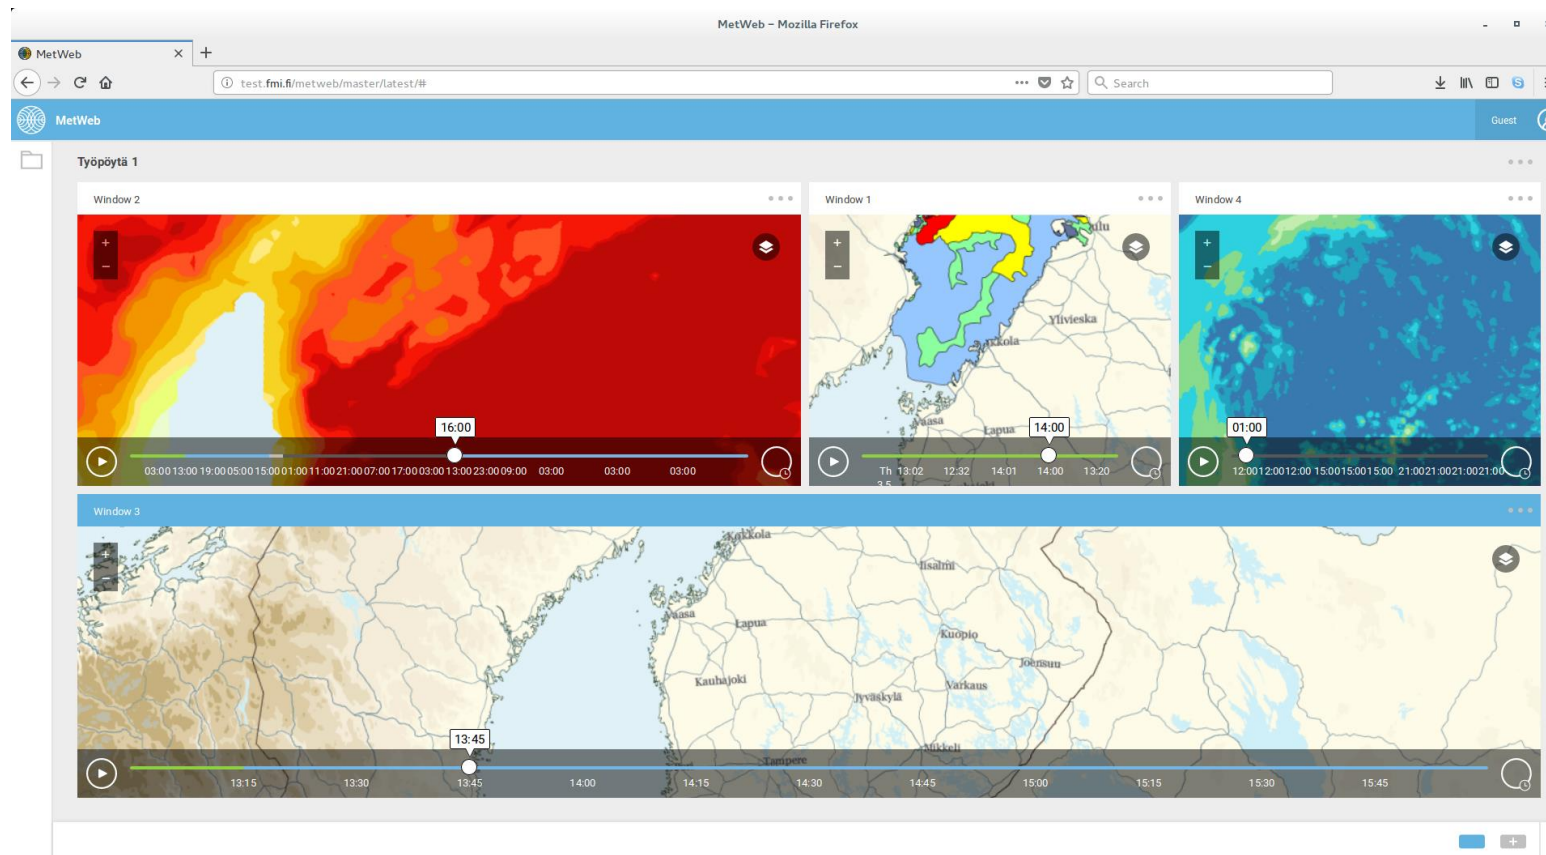 MetWeb - Mozilla Firefox
MetWeb
test.fmi.fi/metweb/master/latest/#
Search
MetWeb
Guest
Työpöytä 1
Window 2
16:00
03:00 13:00 19:00 05:00 15:00 01:00 11:00 21:00 07:00 17:00 03:00 13:00 23:00 09:00 03:00 03:00 03:00
Window 1
Ylivieska
Vaasa
Lapua
14:00
Th 13:02 12:32 14:01 14:00 13:20
3.5.
Window 4
01:00
12:00 12:00 12:00 15:00 15:00 15:00 21:00 21:00 21:00 21:00
Window 3
Kokkola
Iisalmi
Vaasa
Lapua
Kuopio
Joensuu
Kauhajoki
Varkaus
Jyväskylä
Mikkeli
Tampere
13:45
13:15 13:30 13:45 14:00 14:15 14:30 14:45 15:00 15:15 15:30 15:45